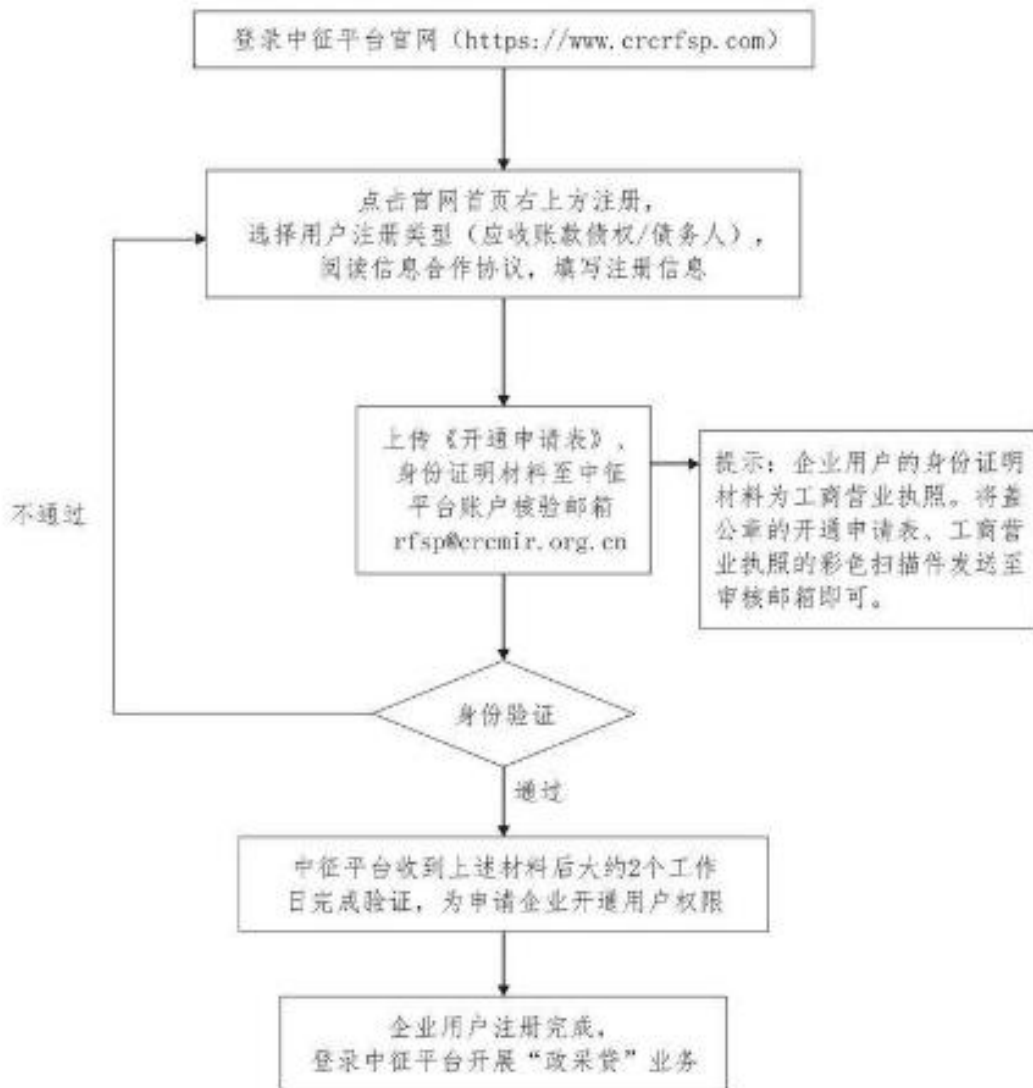 登录中征平台官网（https://www.crcrfsp.com）
点击官网首页右上方注册，
选择用户注册类型（应收账款债权/债务人），
阅读信息合作协议，填写注册信息
上传《开通申请表》、
身份证明材料至中征
平台账户核验邮箱
rfsp@crcmir.org.cn
提示：企业用户的身份证明
材料为工商营业执照。将盖
公章的开通申请表、工商营
业执照的彩色扫描件发送至
审核邮箱即可。
不通过
身份验证
通过
中征平台收到上述材料后大约2个工作
日完成验证，为申请企业开通用户权限
企业用户注册完成，
登录中征平台开展“政采贷”业务